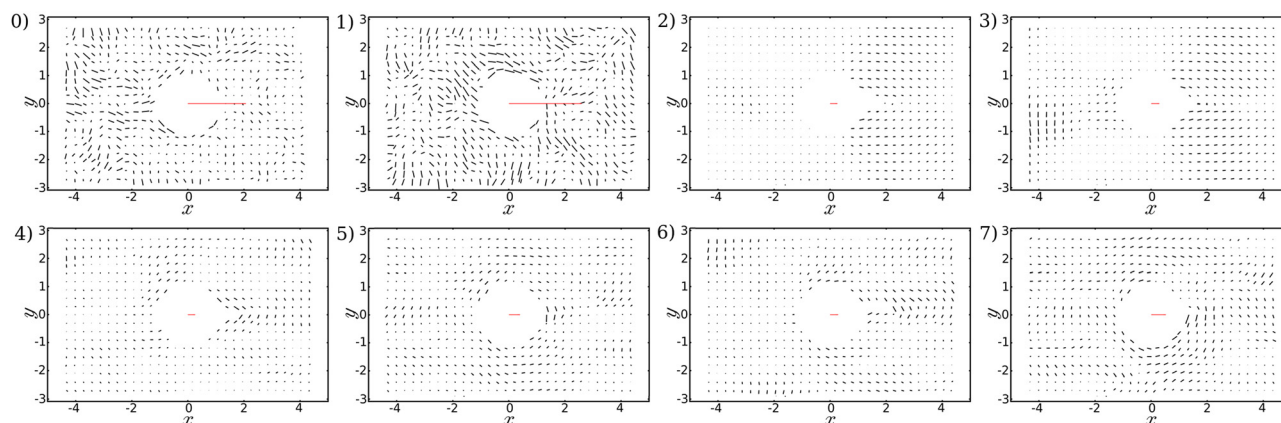 0) 3 2 1 0 -1 -2 -3 y -4 -2 0 2 4 x
1) 3 2 1 0 -1 -2 -3 y -4 -2 0 2 4 x
2) 3 2 1 0 -1 -2 -3 y -4 -2 0 2 4 x
3) 3 2 1 0 -1 -2 -3 y -4 -2 0 2 4 x
4) 3 2 1 0 -1 -2 -3 y -4 -2 0 2 4 x
5) 3 2 1 0 -1 -2 -3 y -4 -2 0 2 4 x
6) 3 2 1 0 -1 -2 -3 y -4 -2 0 2 4 x
7) 3 2 1 0 -1 -2 -3 y -4 -2 0 2 4 x